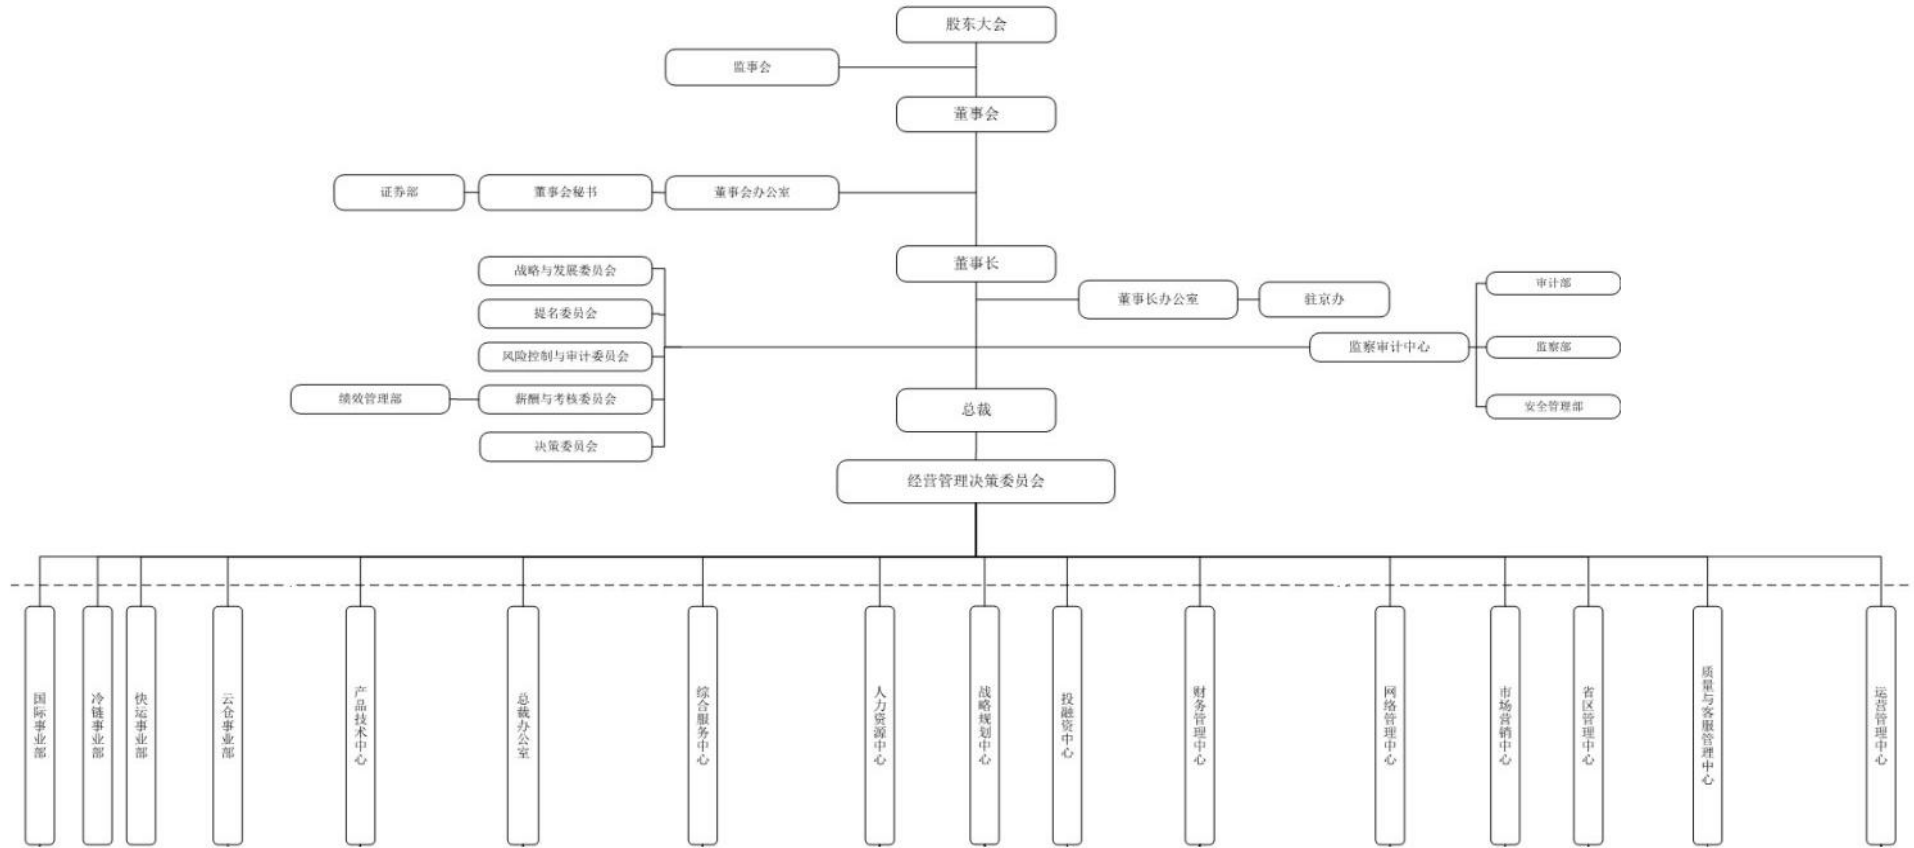 股东大会
监事会
董事会
证券部
董事会秘书
董事会办公室
董事长
战略与发展委员会
提名委员会
风险控制与审计委员会
绩效管理部
薪酬与考核委员会
决策委员会
董事长办公室
驻京办
监察审计中心
审计部
监察部
安全管理部
总裁
经营管理决策委员会
国际事业部
冷链事业部
快运事业部
云仓事业部
产品技术中心
总裁办公室
综合服务中心
人力资源中心
战略规划中心
投融资中心
财务管理中心
网络管理中心
市场营销中心
省区管理中心
质量与客服管理中心
运营管理中心